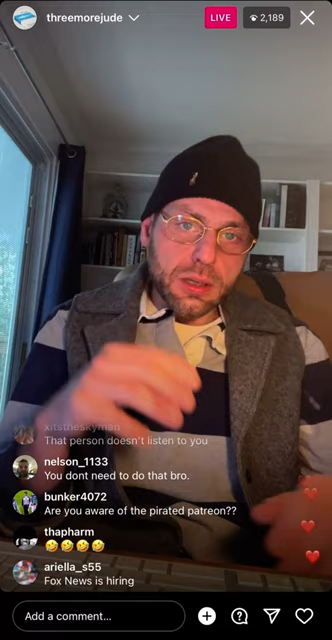 threemorejude
LIVE
2,189
xitstheskyman
That person doesn't listen to you
nelson_1133
You dont need to do that bro.
bunker4072
Are you aware of the pirated patreon??
thapharm
🤣🤣🤣🤣
ariella_s55
Fox News is hiring
Add a comment...